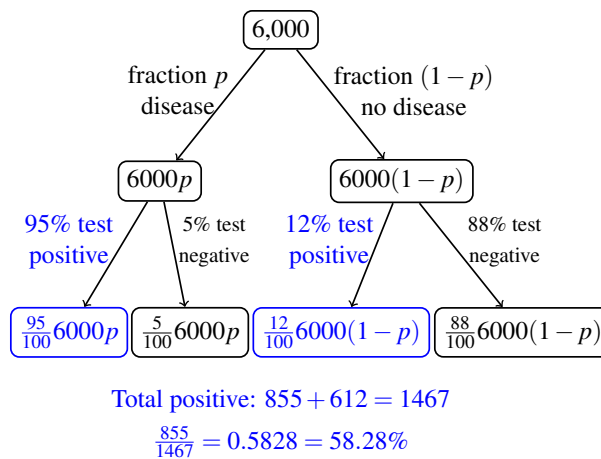 6,000
fraction p
disease
fraction (1 − p)
no disease
6000p
6000(1 − p)
95% test
positive
5% test
negative
12% test
positive
88% test
negative
95/100 6000p
5/100 6000p
12/100 6000(1 − p)
88/100 6000(1 − p)
Total positive: 855 + 612 = 1467
855/1467 = 0.5828 = 58.28%